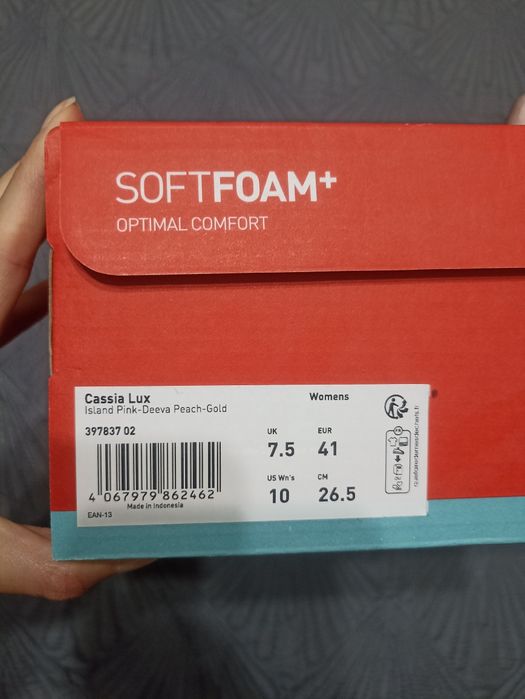 SOFTFOAM+
OPTIMAL COMFORT
Cassia Lux
Womens
Island Pink-Deeva Peach-Gold
397837 02
4 067979 862462
Made in Indonesia
EAN-13
UK
EUR
7.5
41
US Wn's
CM
10
26.5